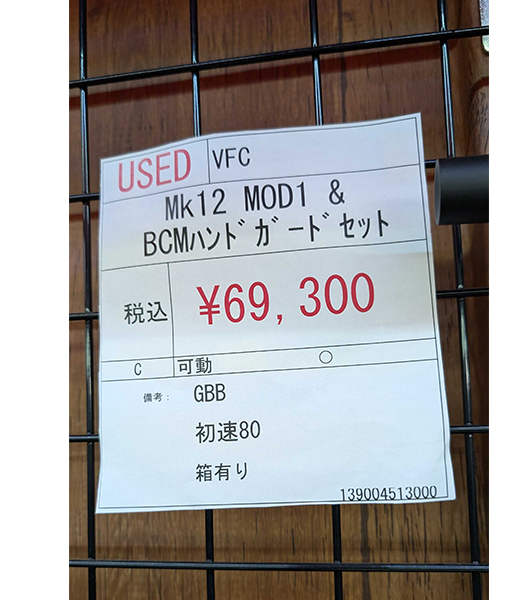 USED VFC
Mk12 MOD1 &
BCMﾊﾝﾄﾞｶﾞｰﾄﾞｾｯﾄ
税込 ¥69,300
C 可動 ○
備考： GBB
初速80
箱有り
139004513000